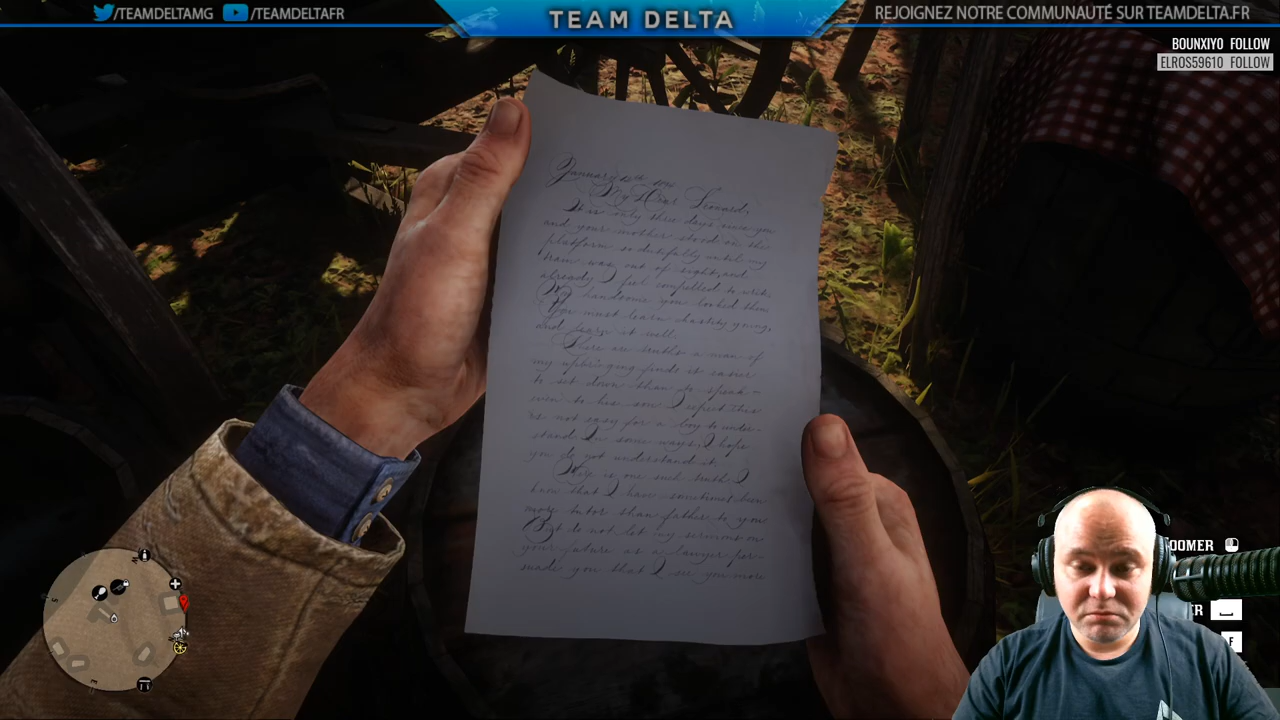 /TEAMDELTAMG /TEAMDELTAFR
TEAM DELTA
REJOIGNEZ NOTRE COMMUNAUTÉ SUR TEAMDELTA.FR
BOUNXIYO FOLLOW
ELROS59610 FOLLOW
January
My Dear Leonard,
It is only three days since you
and your mother stood on the
platform so dutifully until my
train was out of sight, and
already I feel compelled to write.
How handsome you looked then.
You must learn chastity young,
and learn it well.
There are truths a man of
my upbringing finds it easier
to set down than to speak –
even to his son. I expect this
is not easy for a boy to under-
stand. In some ways, I hope
you do not understand it.
This is one such truth. I
know that I have sometimes been
more tutor than father to you
But do not let my sermons on
your future as a lawyer per-
suade you that I see you more
OOMER
ER
F